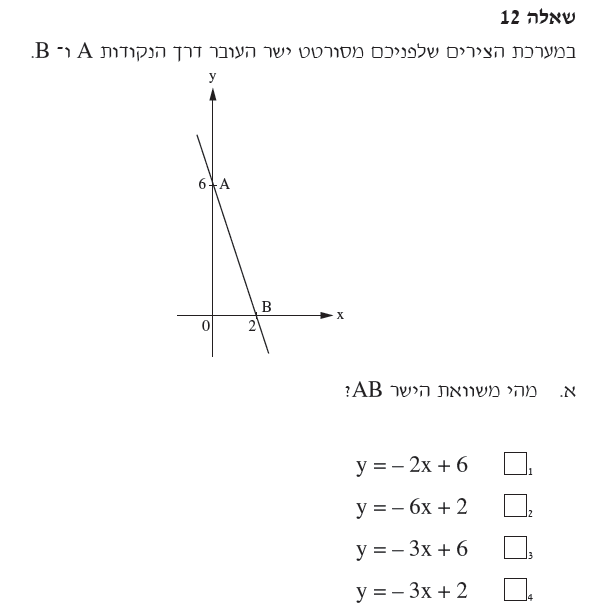 שאלה 12
במערכת הצירים שלפניכם מסורטט ישר העובר דרך הנקודות A ו־ B.
y
6 A
B
x
0 2
א. מהי משוואת הישר AB?
y = – 2x + 6 1
y = – 6x + 2 2
y = – 3x + 6 3
y = – 3x + 2 4